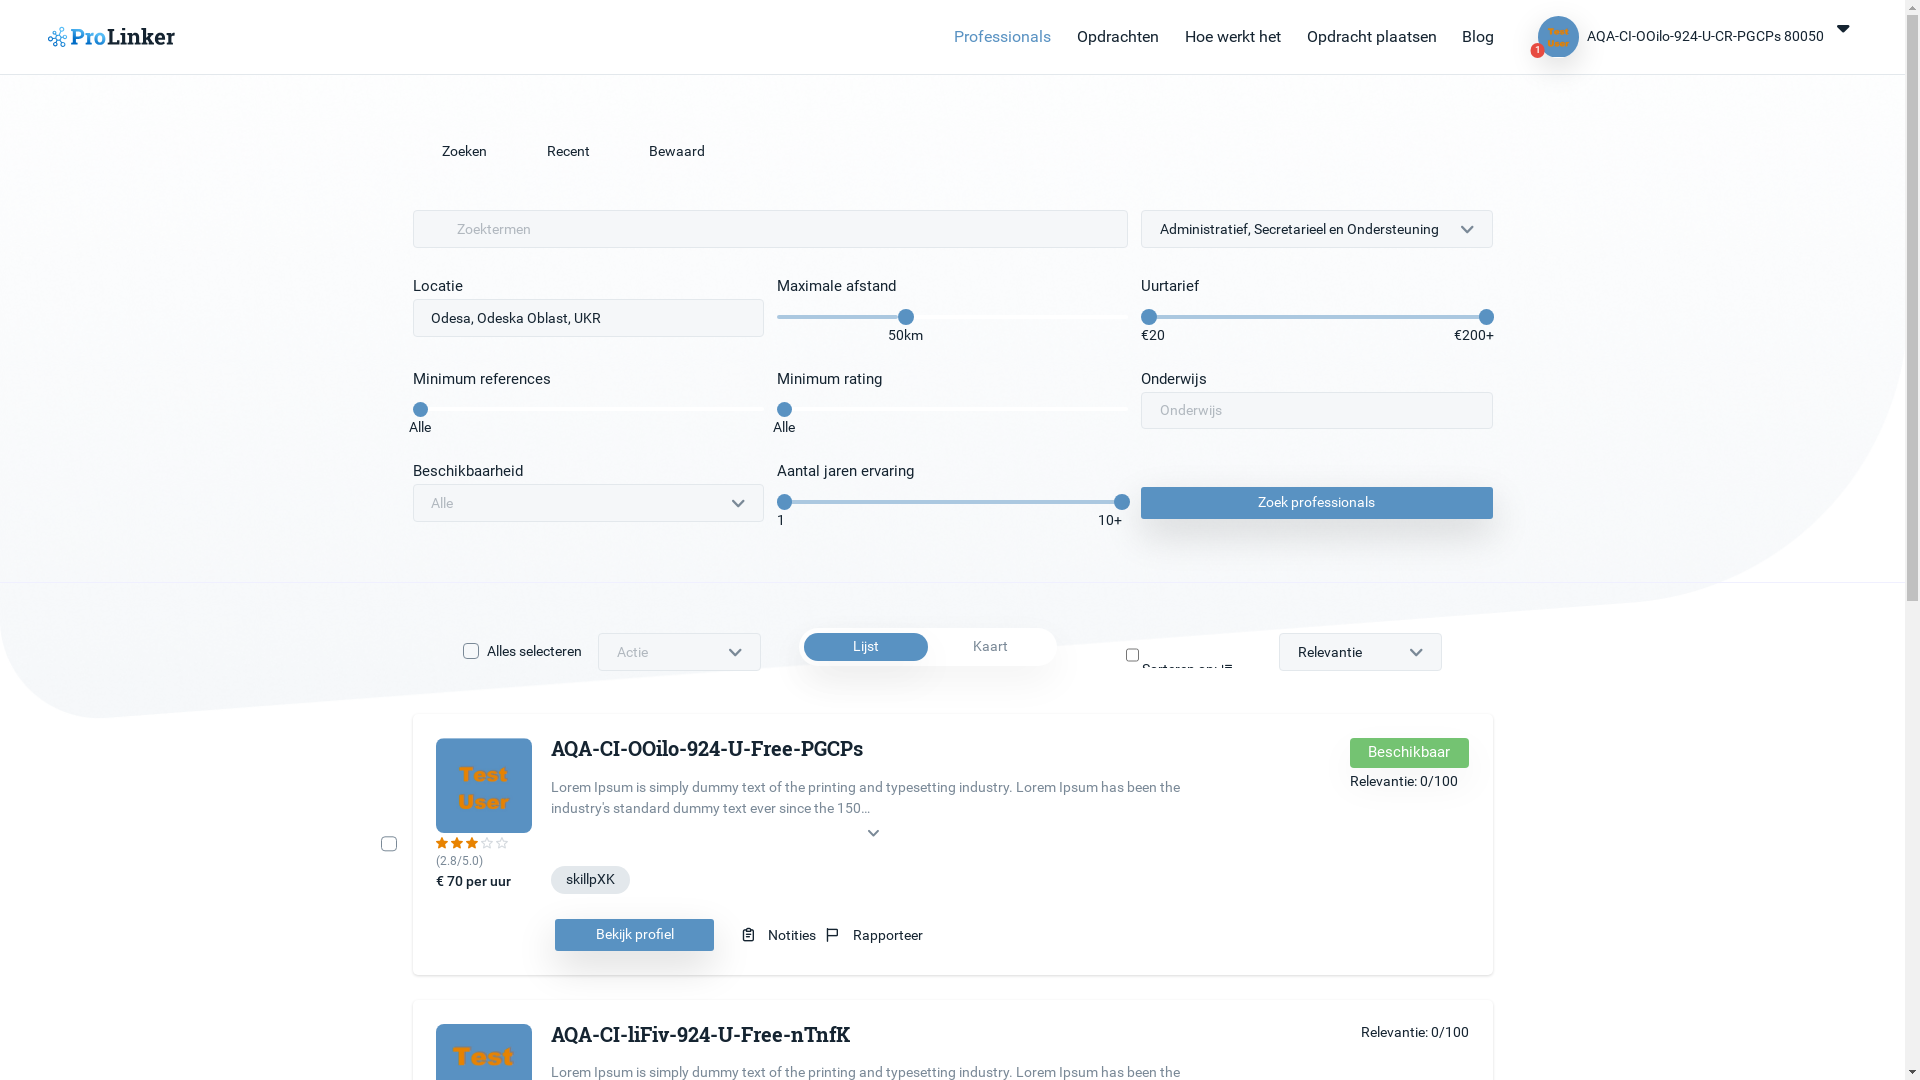 ProLinker
Professionals
Opdrachten
Hoe werkt het
Opdracht plaatsen
Blog
Test
User
1
AQA-CI-OOilo-924-U-CR-PGCPs 80050
Zoeken
Recent
Bewaard
Zoektermen
Administratief, Secretarieel en Ondersteuning
Locatie
Odesa, Odeska Oblast, UKR
Maximale afstand
50km
Uurtarief
€20
€200+
Minimum references
Alle
Minimum rating
Alle
Onderwijs
Onderwijs
Beschikbaarheid
Alle
Aantal jaren ervaring
1
10+
Zoek professionals
Alles selecteren
Actie
Lijst
Kaart
Sorteren op:
Relevantie
Test
User
(2.8/5.0)
€ 70 per uur
AQA-CI-OOilo-924-U-Free-PGCPs
Lorem Ipsum is simply dummy text of the printing and typesetting industry. Lorem Ipsum has been the
industry's standard dummy text ever since the 150...
skillpXK
Bekijk profiel
Notities
Rapporteer
Beschikbaar
Relevantie: 0/100
Test
AQA-CI-liFiv-924-U-Free-nTnfK
Lorem Ipsum is simply dummy text of the printing and typesetting industry. Lorem Ipsum has been the
Relevantie: 0/100